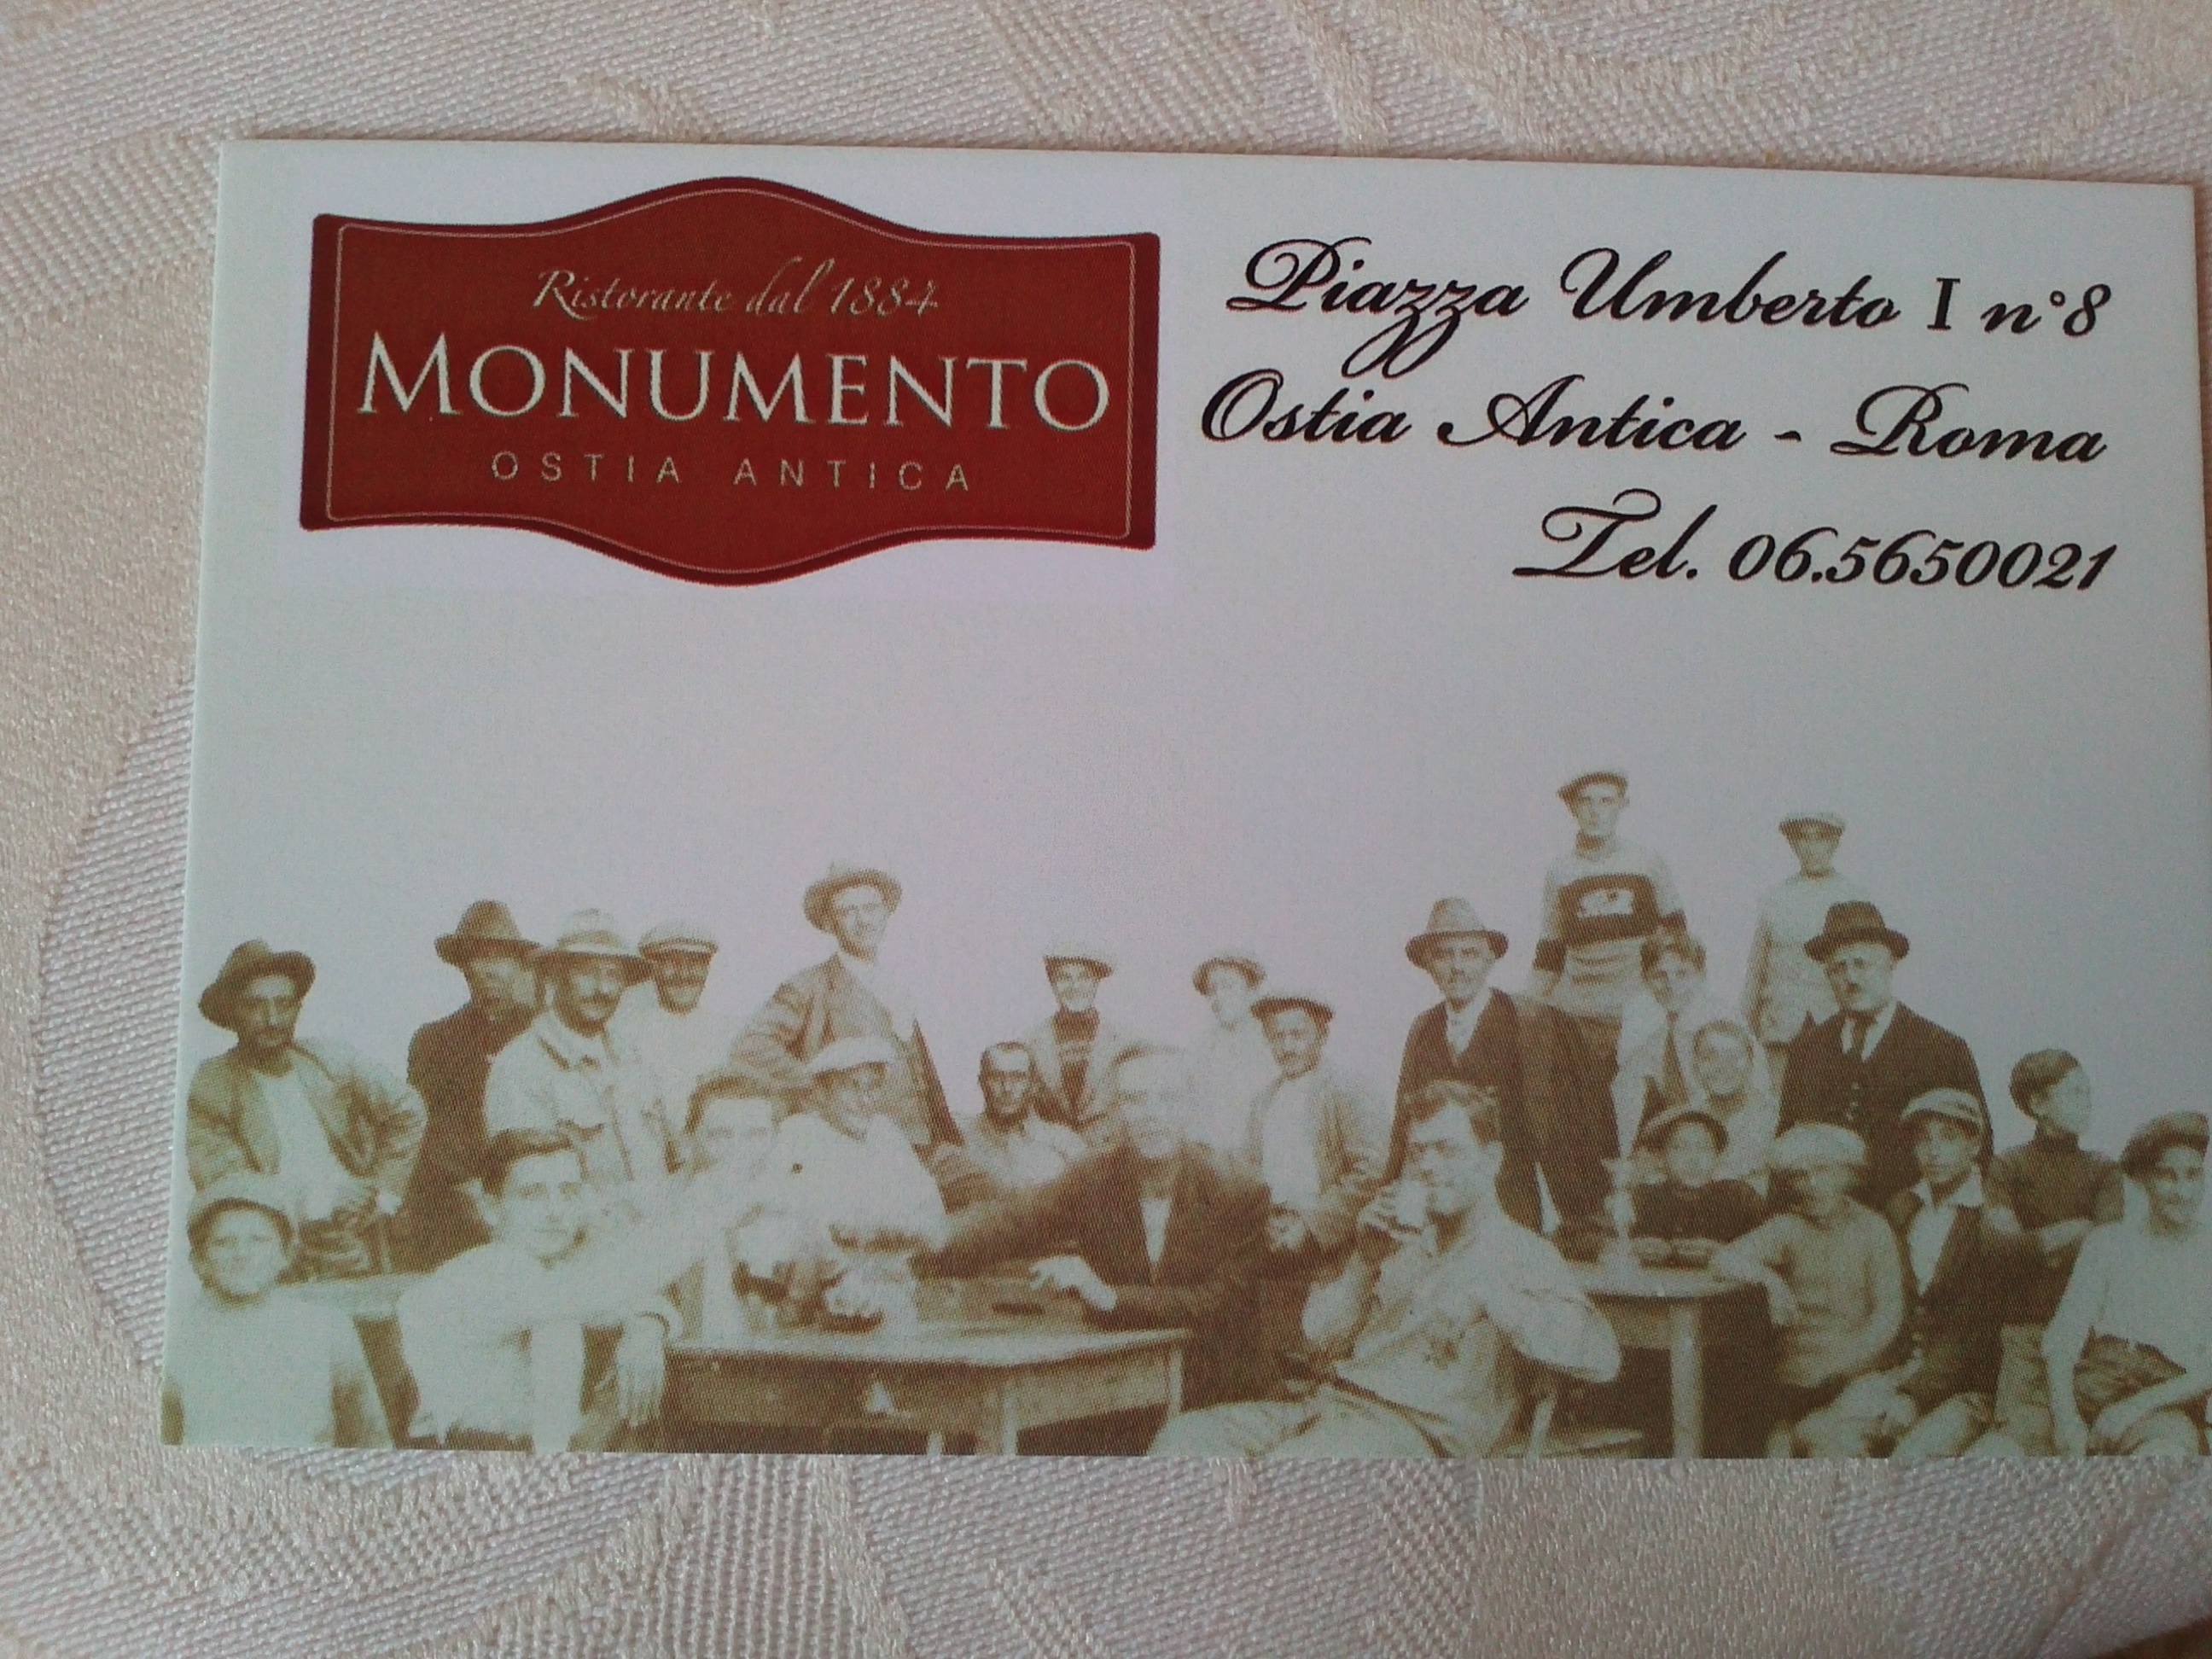 Ristorante dal 1884
MONUMENTO
OSTIA ANTICA
Piazza Umberto I n°8
Ostia Antica - Roma
Tel. 06.5650021